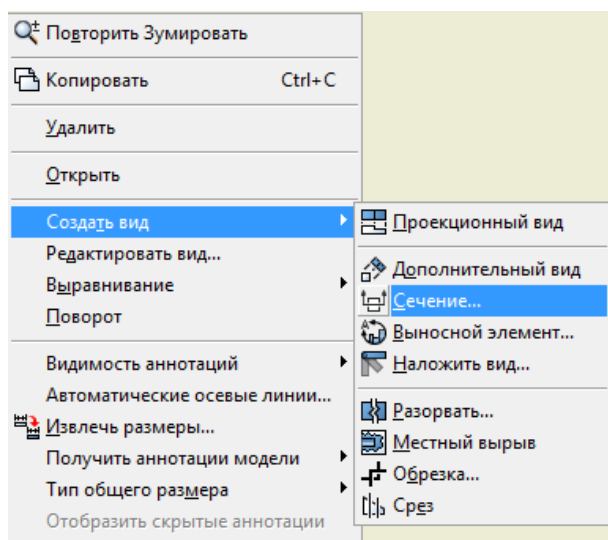 Повторить Зумировать
Копировать Ctrl+C
Удалить
Открыть
Создать вид
Редактировать вид...
Выравнивание
Поворот
Видимость аннотаций
Автоматические осевые линии...
Извлечь размеры...
Получить аннотации модели
Тип общего размера
Отобразить скрытые аннотации
Проекционный вид
Дополнительный вид
Сечение...
Выносной элемент...
Наложить вид...
Разорвать...
Местный вырыв
Обрезка...
Срез